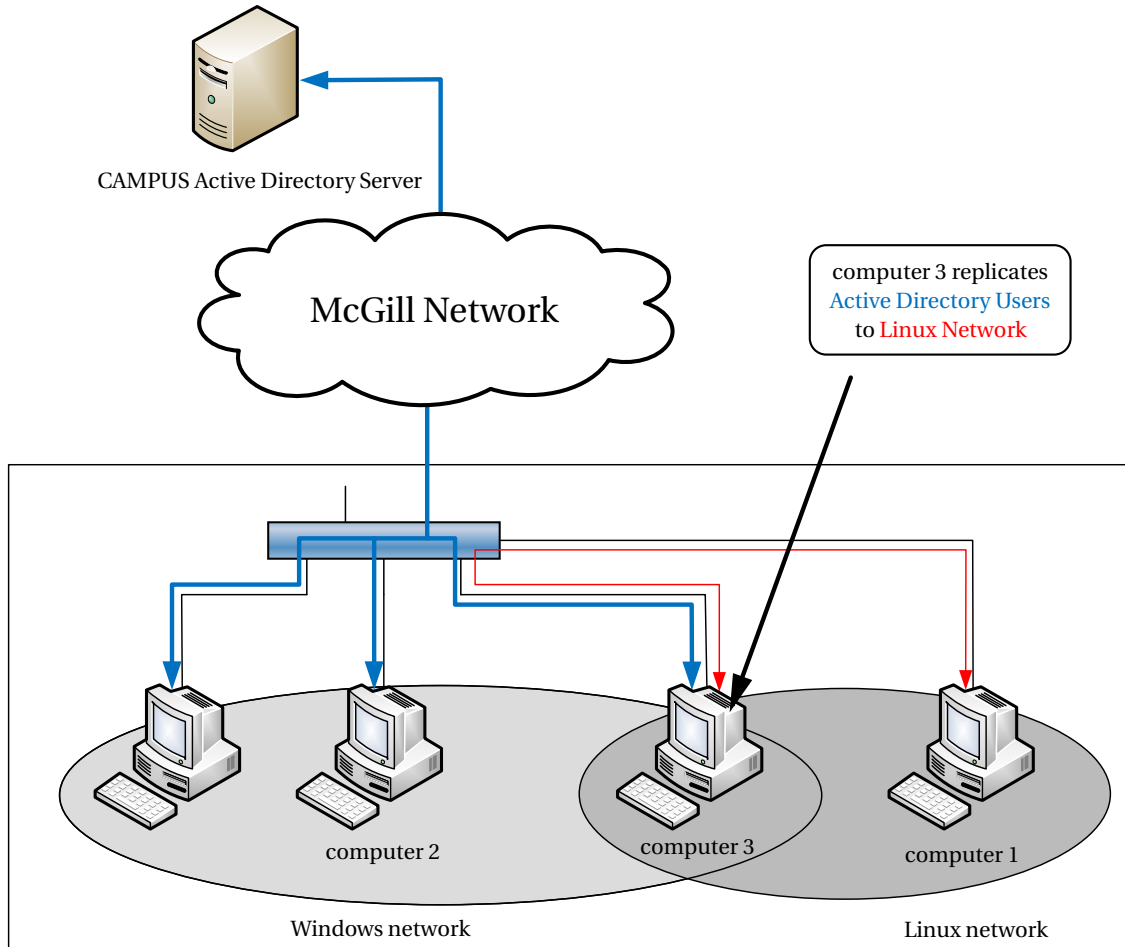 CAMPUS Active Directory Server
McGill Network
computer 3 replicates
Active Directory Users
to Linux Network
computer 2
computer 3
computer 1
Windows network
Linux network